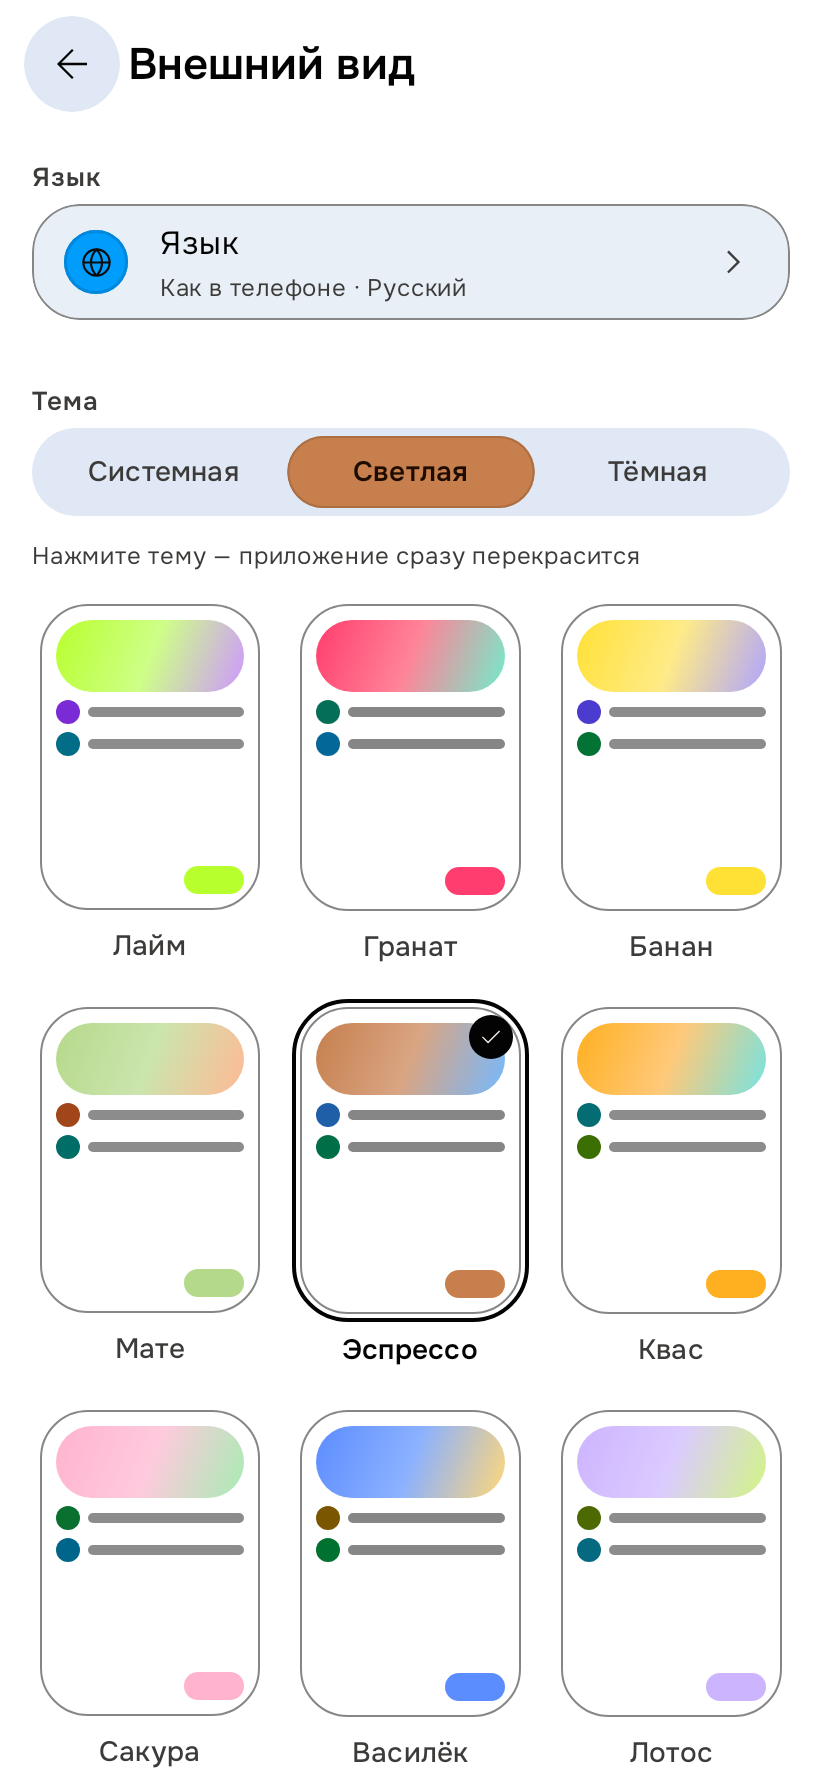 Внешний вид
Язык
Язык
Как в телефоне · Русский
Тема
Системная Светлая Тёмная
Нажмите тему — приложение сразу перекрасится
Лайм Гранат Банан
Мате Эспрессо Квас
Сакура Василёк Лотос